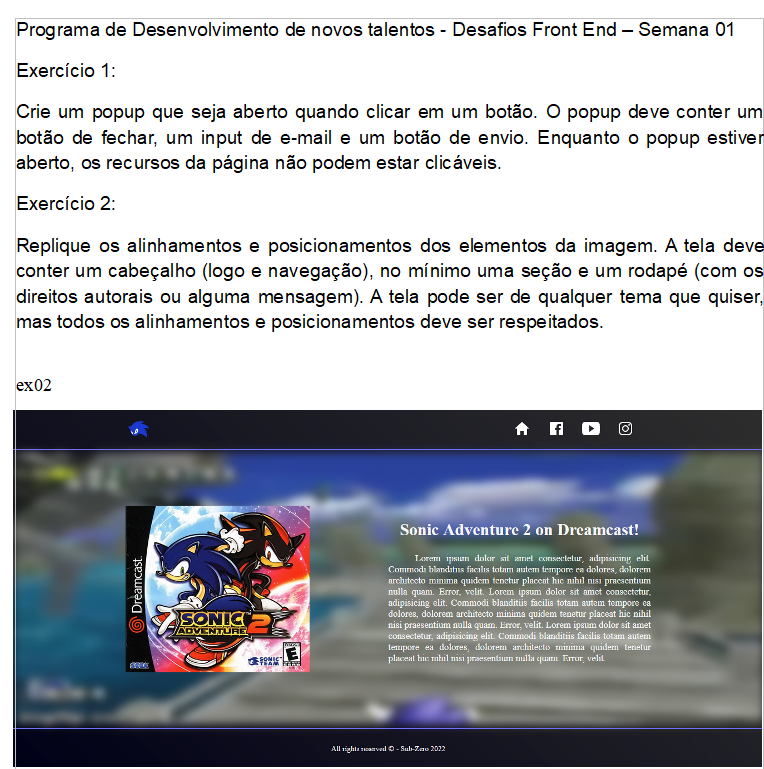 Programa de Desenvolvimento de novos talentos - Desafios Front End – Semana 01
Exercício 1:
Crie um popup que seja aberto quando clicar em um botão. O popup deve conter um
botão de fechar, um input de e-mail e um botão de envio. Enquanto o popup estiver
aberto, os recursos da página não podem estar clicáveis.
Exercício 2:
Replique os alinhamentos e posicionamentos dos elementos da imagem. A tela deve
conter um cabeçalho (logo e navegação), no mínimo uma seção e um rodapé (com os
direitos autorais ou alguma mensagem). A tela pode ser de qualquer tema que quiser,
mas todos os alinhamentos e posicionamentos deve ser respeitados.
ex02
Dreamcast.
SONIC
ADVENTURE 2
SEGA
SONIC TEAM
E
Sonic Adventure 2 on Dreamcast!
Lorem ipsum dolor sit amet consectetur, adipisicing elit.
Commodi blanditiis facilis totam autem tempore ea dolores, dolorem
architecto minima quidem tenetur placeat hic nihil nisi praesentium
nulla quam. Error, velit. Lorem ipsum dolor sit amet consectetur,
adipisicing elit. Commodi blanditiis facilis totam autem tempore ea
dolores, dolorem architecto minima quidem tenetur placeat hic nihil
nisi praesentium nulla quam. Error, velit. Lorem ipsum dolor sit amet
consectetur, adipisicing elit. Commodi blanditiis facilis totam autem
tempore ea dolores, dolorem architecto minima quidem tenetur
placeat hic nihil nisi praesentium nulla quam. Error, velit.
All rights reserved © - Sub-Zero 2022